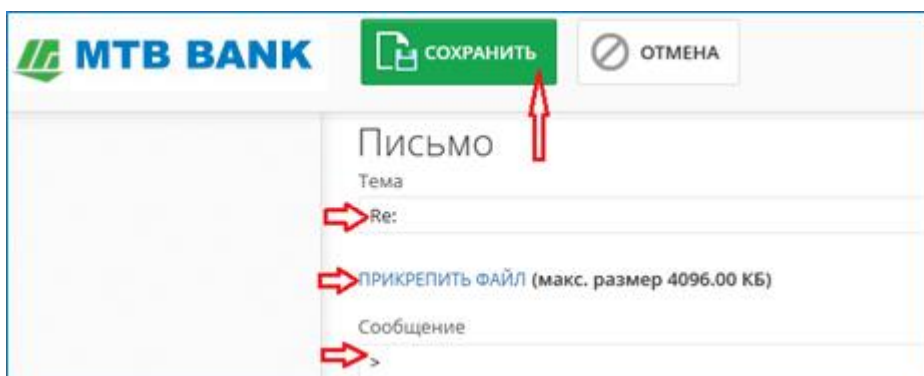 MTB BANK
СОХРАНИТЬ
ОТМЕНА
Письмо
Тема
Re:
ПРИКРЕПИТЬ ФАЙЛ (макс. размер 4096.00 КБ)
Сообщение
>